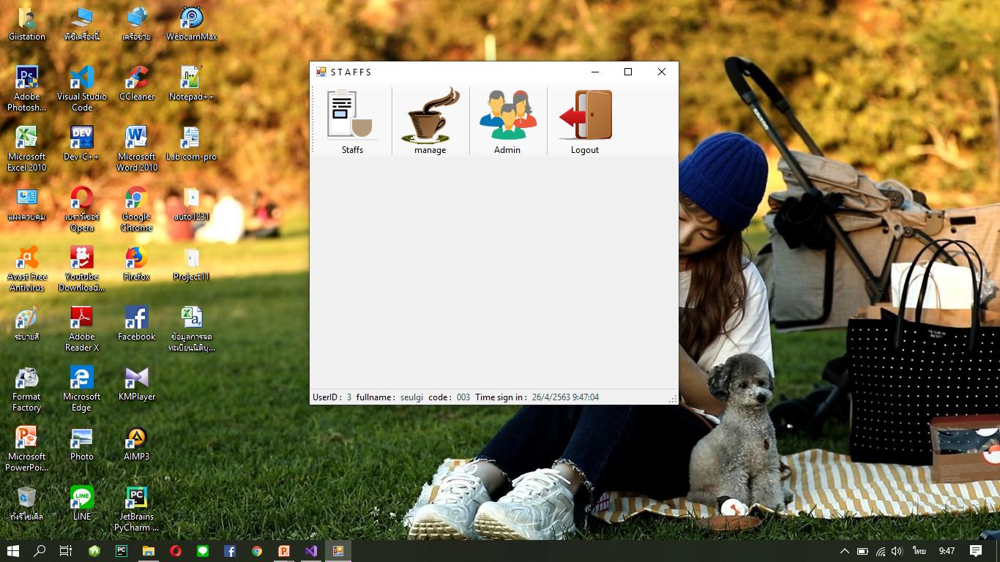 Giistation
พีซีเครื่องนี้
เครือข่าย
WebcamMax
Adobe
Photosh...
Visual Studio
Code
CCleaner
Notepad++
Microsoft
Excel 2010
Dev-C++
Microsoft
Word 2010
Lab com-pro
แผงควบคุม
เบราว์เซอร์
Opera
Google
Chrome
auto1231
Avast Free
Antivirus
Youtube
Download...
Firefox
Project11
ระบายสี
Adobe
Reader X
Facebook
ข้อมูลการจด
ทะเบียนนิติบุ...
Format
Factory
Microsoft
Edge
KMPlayer
Microsoft
PowerPoi...
Photo
AIMP3
ถังรีไซเคิล
LINE
JetBrains
PyCharm ...
S T A F F S
Staffs
manage
Admin
Logout
UserID : 3 fullname : seulgi code : 003 Time sign in : 26/4/2563 9:47:04
ไทย
9:47